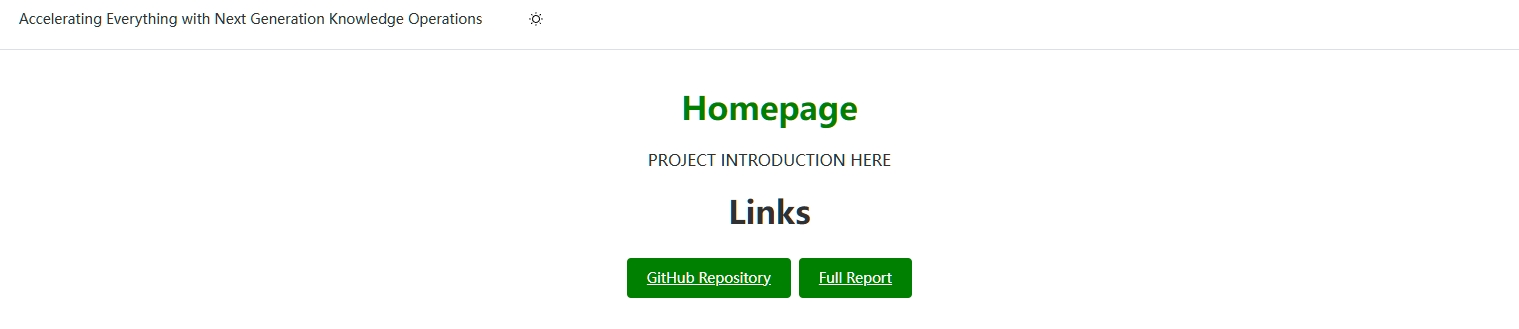 Accelerating Everything with Next Generation Knowledge Operations
Homepage
PROJECT INTRODUCTION HERE
Links
GitHub Repository Full Report